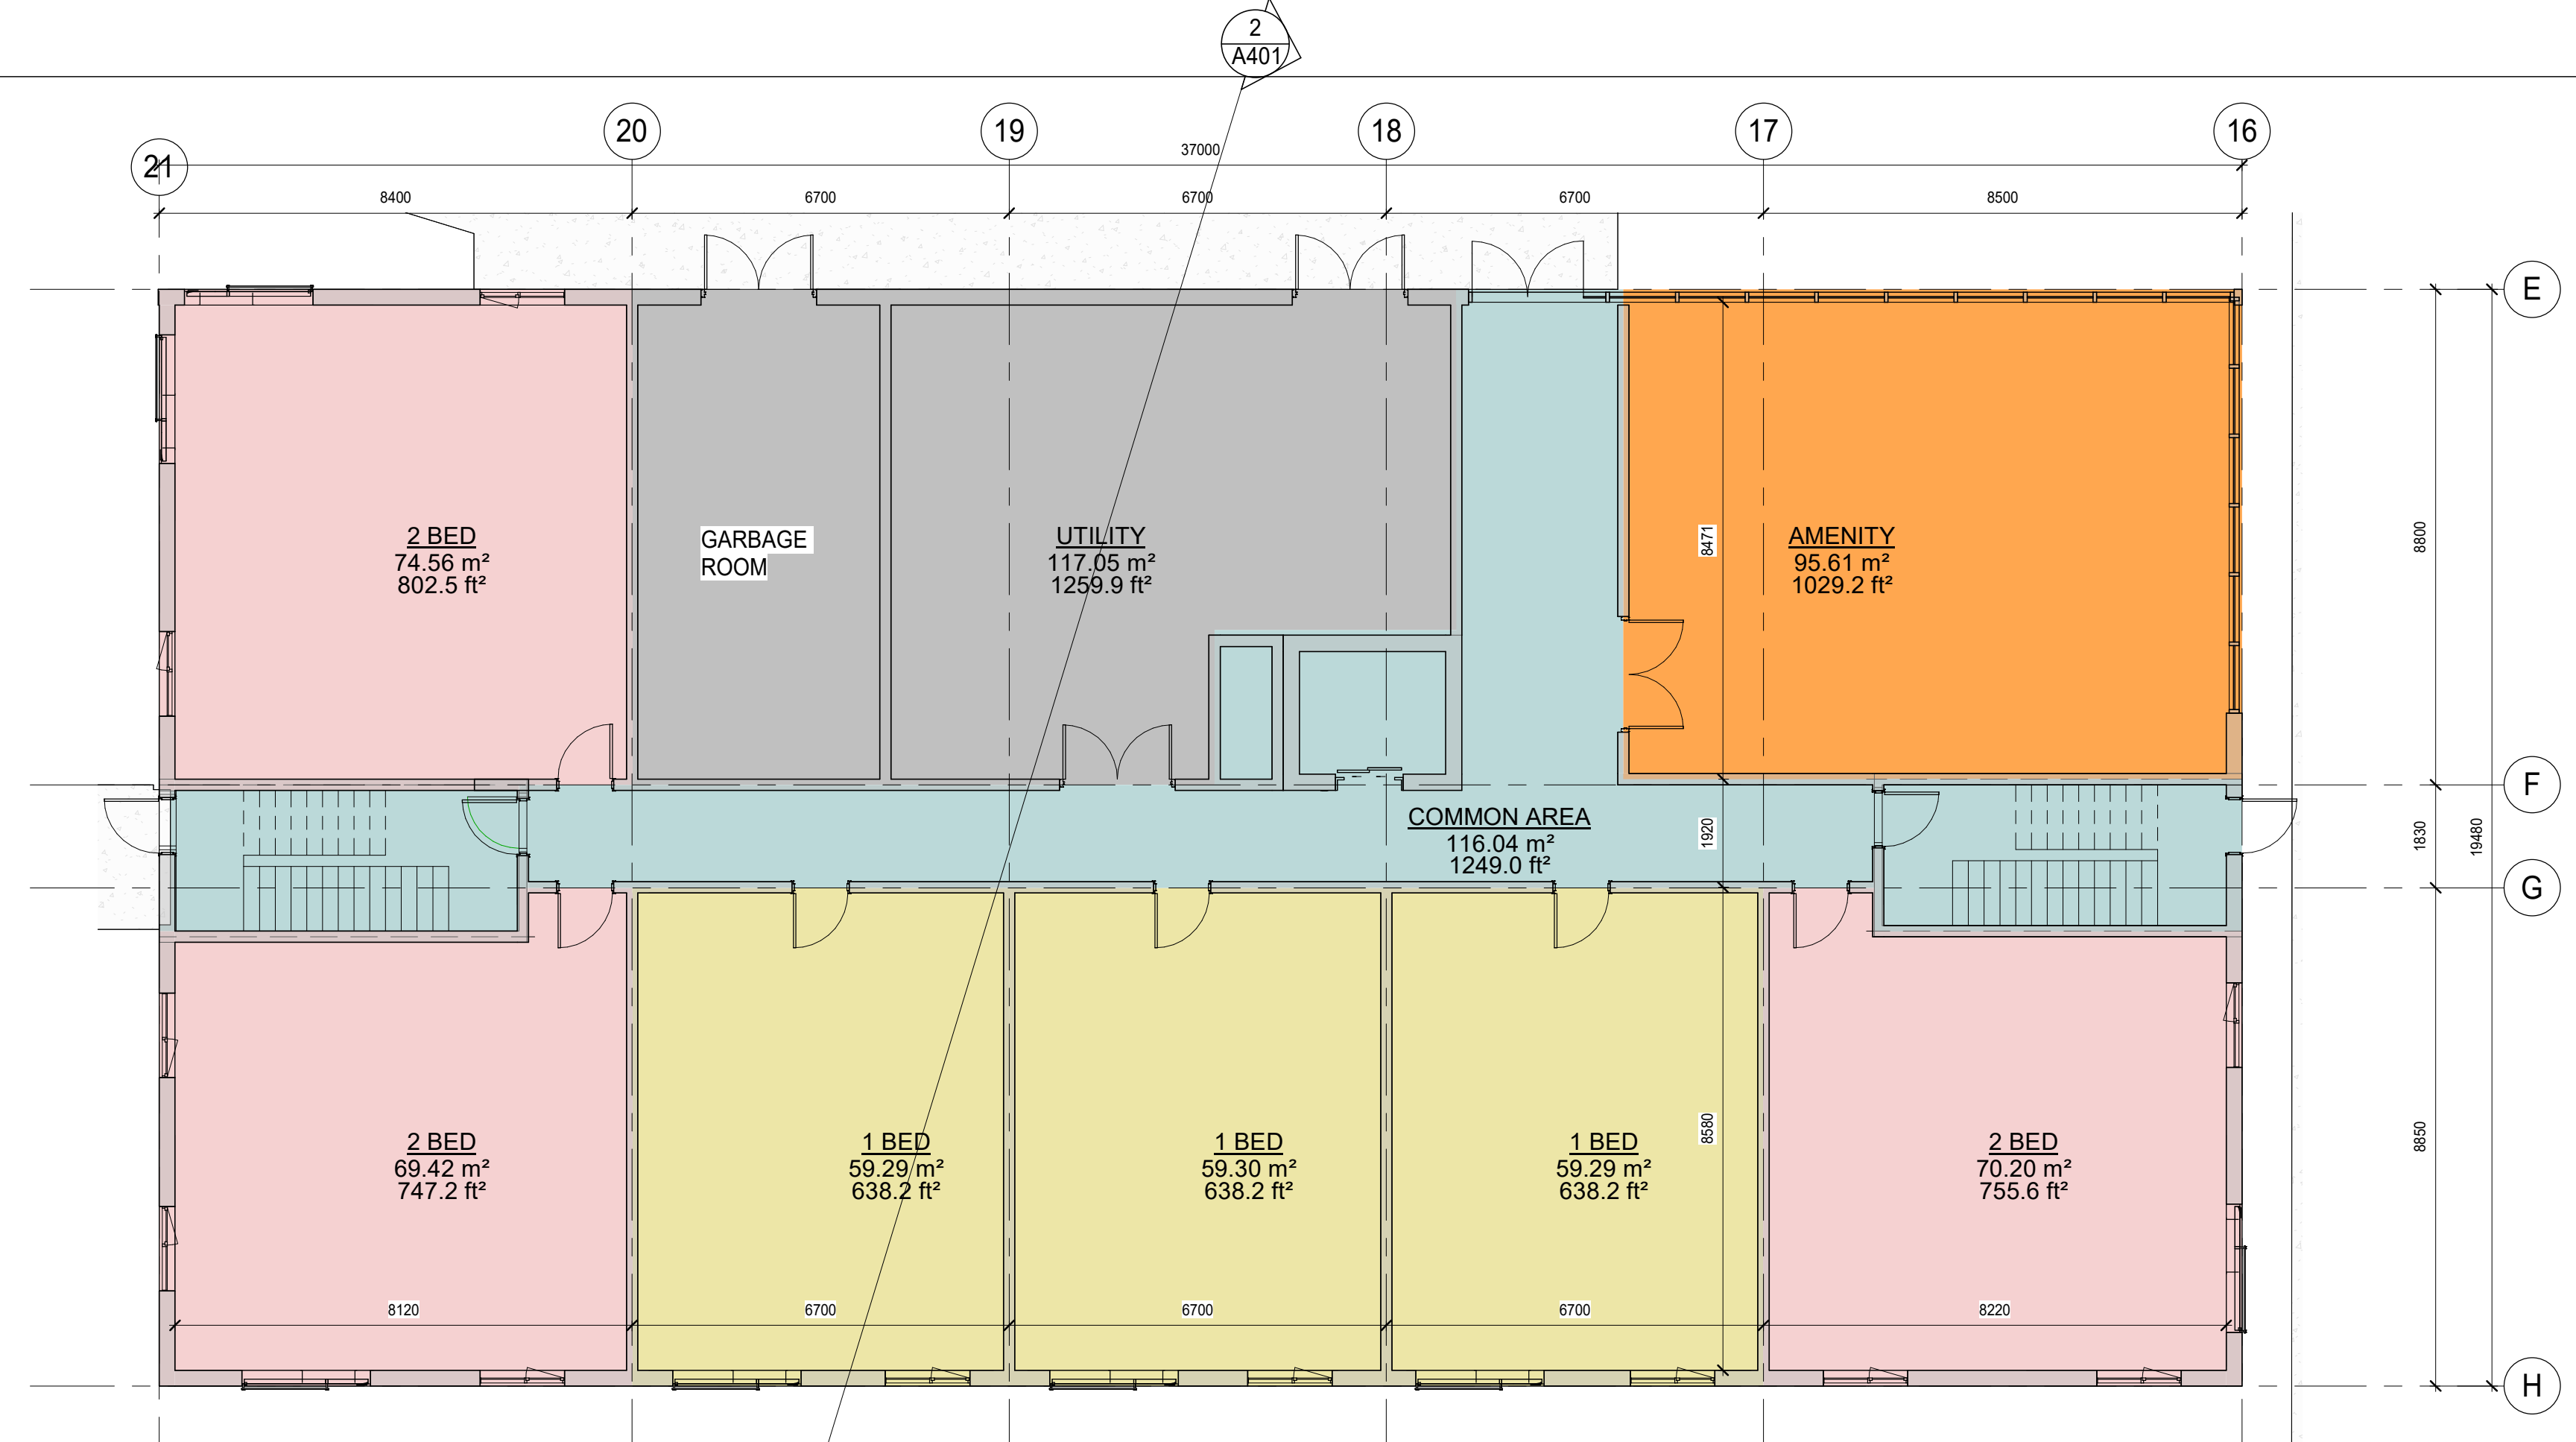 2
A401
21
20
19
18
17
16
37000
8400
6700
6700
6700
8500
E
2 BED
74.56 m²
802.5 ft²
GARBAGE
ROOM
UTILITY
117.05 m²
1259.9 ft²
8471
AMENITY
95.61 m²
1029.2 ft²
8800
F
COMMON AREA
116.04 m²
1249.0 ft²
1920
1830
19480
G
2 BED
69.42 m²
747.2 ft²
1 BED
59.29 m²
638.2 ft²
1 BED
59.30 m²
638.2 ft²
1 BED
59.29 m²
638.2 ft²
8580
2 BED
70.20 m²
755.6 ft²
8850
8120
6700
6700
6700
8220
H